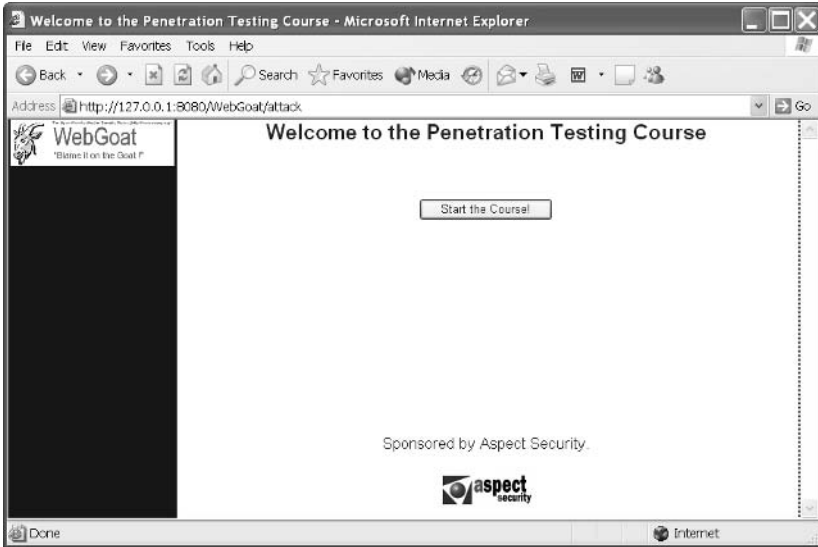 Welcome to the Penetration Testing Course - Microsoft Internet Explorer
File Edit View Favorites Tools Help
Back Search Favorites Media
Address http://127.0.0.1:8080/WebGoat/attack Go
WebGoat
"Blame it on the Goat !"
Welcome to the Penetration Testing Course
Start the Course!
Sponsored by Aspect Security.
aspect
security
Done Internet